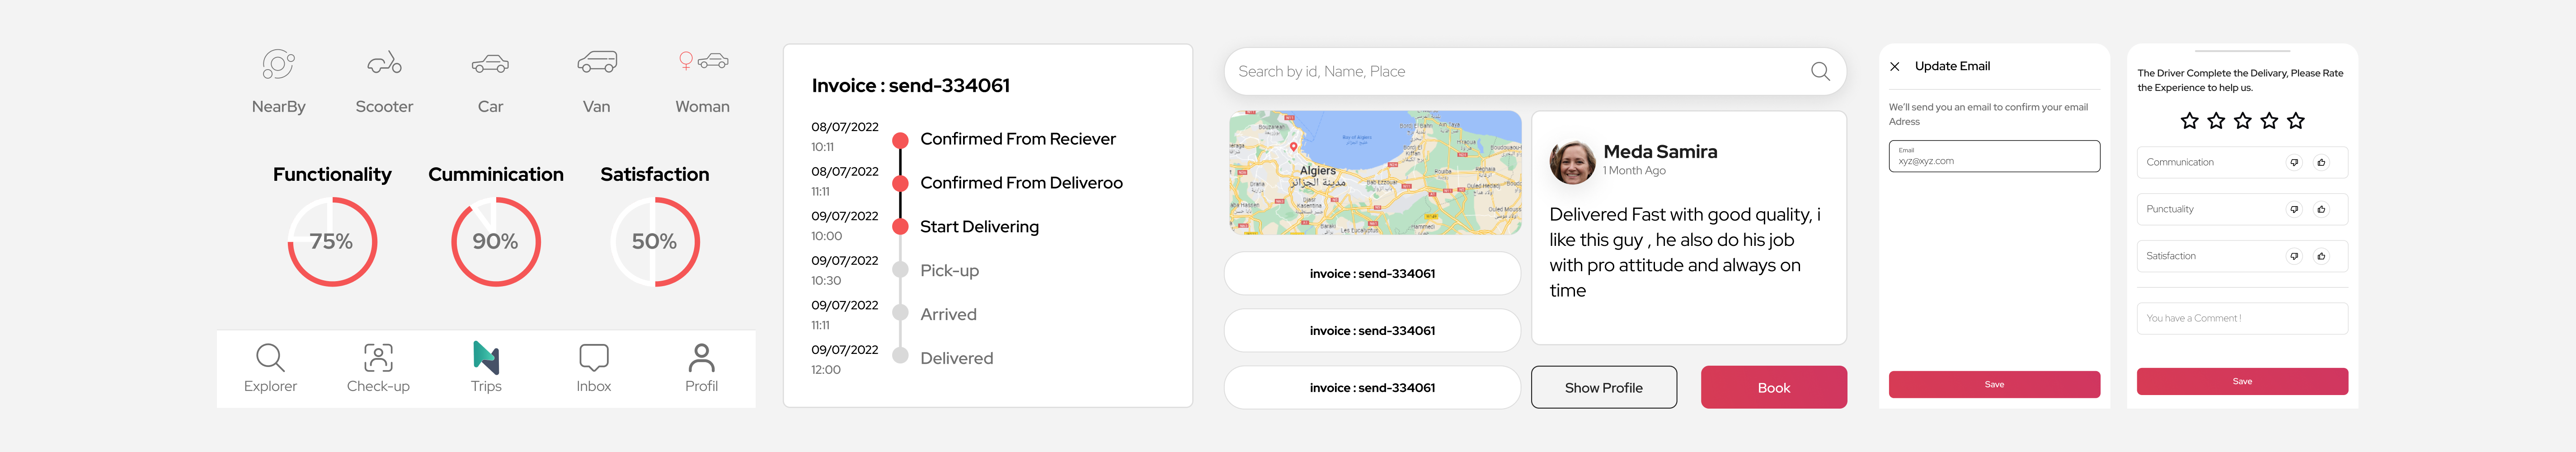 NearBy
Scooter
Car
Van
Woman
Functionality
Cumminication
Satisfaction
75%
90%
50%
Explorer
Check-up
Trips
Inbox
Profil
Invoice : send-334061
08/07/2022
10:11
Confirmed From Reciever
08/07/2022
11:11
Confirmed From Deliveroo
09/07/2022
10:00
Start Delivering
09/07/2022
10:30
Pick-up
09/07/2022
11:11
Arrived
09/07/2022
12:00
Delivered
Search by id, Name, Place
Bay of Algiers
Algiers
مدينة الجزائر
invoice : send-334061
invoice : send-334061
invoice : send-334061
Meda Samira
1 Month Ago
Delivered Fast with good quality, i
like this guy , he also do his job
with pro attitude and always on
time
Show Profile
Book
Update Email
We'll send you an email to confirm your email
Adress
Email
xyz@xyz.com
Save
The Driver Complete the Delivary, Please Rate
the Experience to help us.
Communication
Punctuality
Satisfaction
You have a Comment !
Save